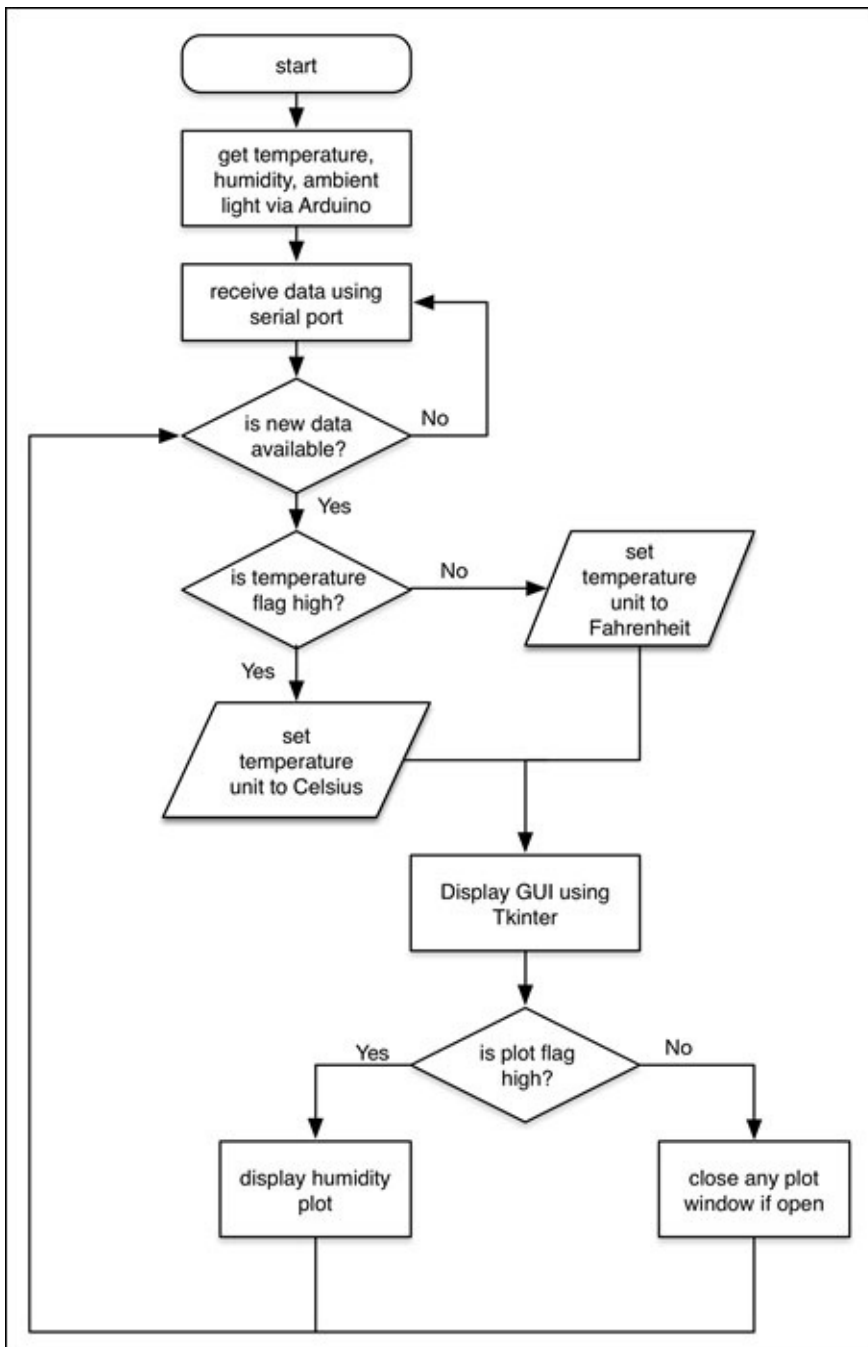 start
get temperature,
humidity, ambient
light via Arduino
receive data using
serial port
is new data
available?
No
Yes
is temperature
flag high?
No
set
temperature
unit to
Fahrenheit
Yes
set
temperature
unit to Celsius
Display GUI using
Tkinter
is plot flag
high?
Yes
No
display humidity
plot
close any plot
window if open